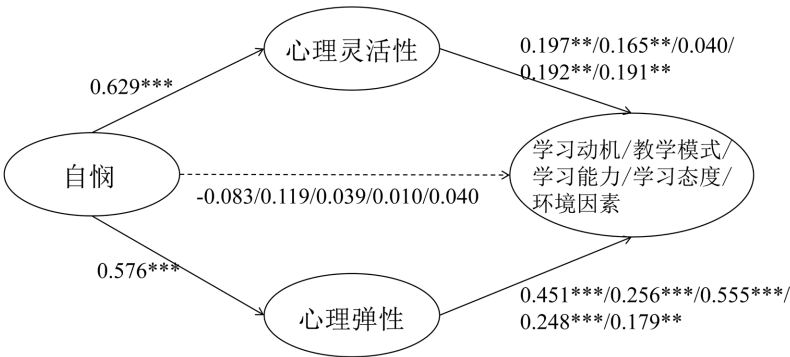 心理灵活性
0.197**/0.165**/0.040/
0.192**/0.191**
0.629***
自悯
学习动机/教学模式/
学习能力/学习态度/
环境因素
-0.083/0.119/0.039/0.010/0.040
0.576***
心理弹性
0.451***/0.256***/0.555***/
0.248***/0.179**